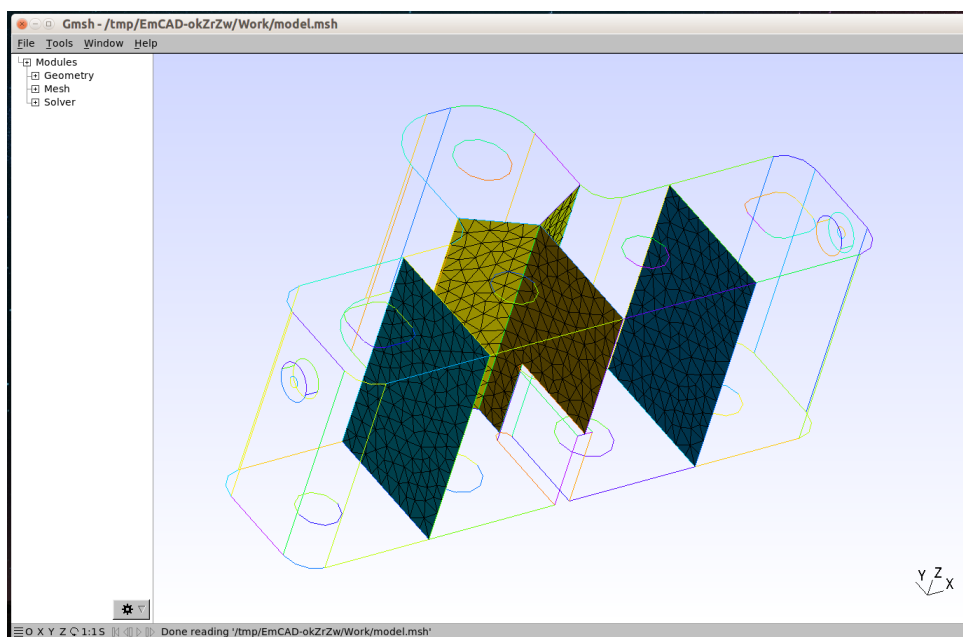 Gmsh - /tmp/EmCAD-okZrZw/Work/model.msh
File Tools Window Help
Modules
Geometry
Mesh
Solver
Y Z X
O X Y Z 1:1 S Done reading '/tmp/EmCAD-okZrZw/Work/model.msh'